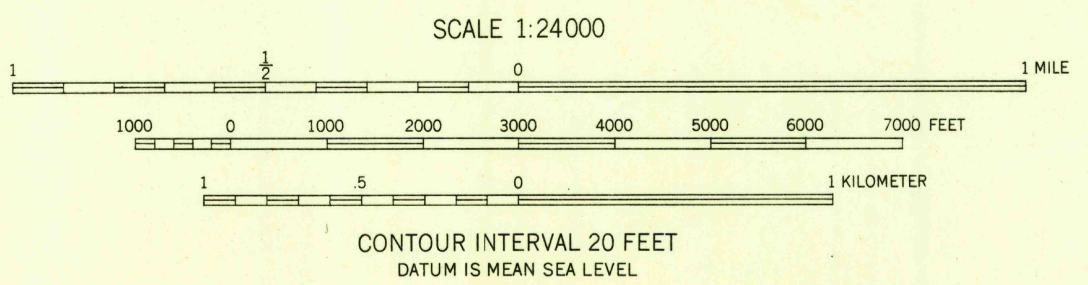 SCALE 1:24000
1 1/2 0 1 MILE
1000 0 1000 2000 3000 4000 5000 6000 7000 FEET
1 .5 0 1 KILOMETER
CONTOUR INTERVAL 20 FEET
DATUM IS MEAN SEA LEVEL